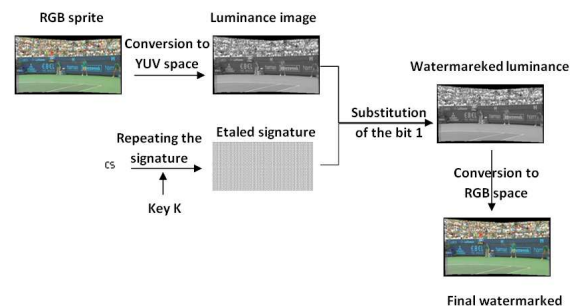 RGB sprite
Luminance image
Conversion to
YUV space
Watermareked luminance
Substitution
of the bit 1
Repeating the
signature
Etaled signature
cs
Key K
Conversion to
RGB space
Final watermarked